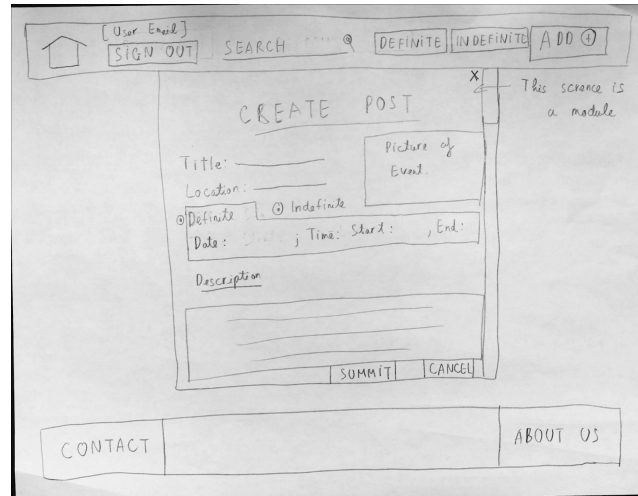 [User Email]
SIGN OUT
SEARCH
DEFINITE
INDEFINITE
ADD +
X
This scrence is
a module
CREATE POST
Picture of
Event.
Title:
Location:
Definite
Indefinite
Date: ; Time: Start: , End:
Description
SUMMIT
CANCEL
CONTACT
ABOUT US